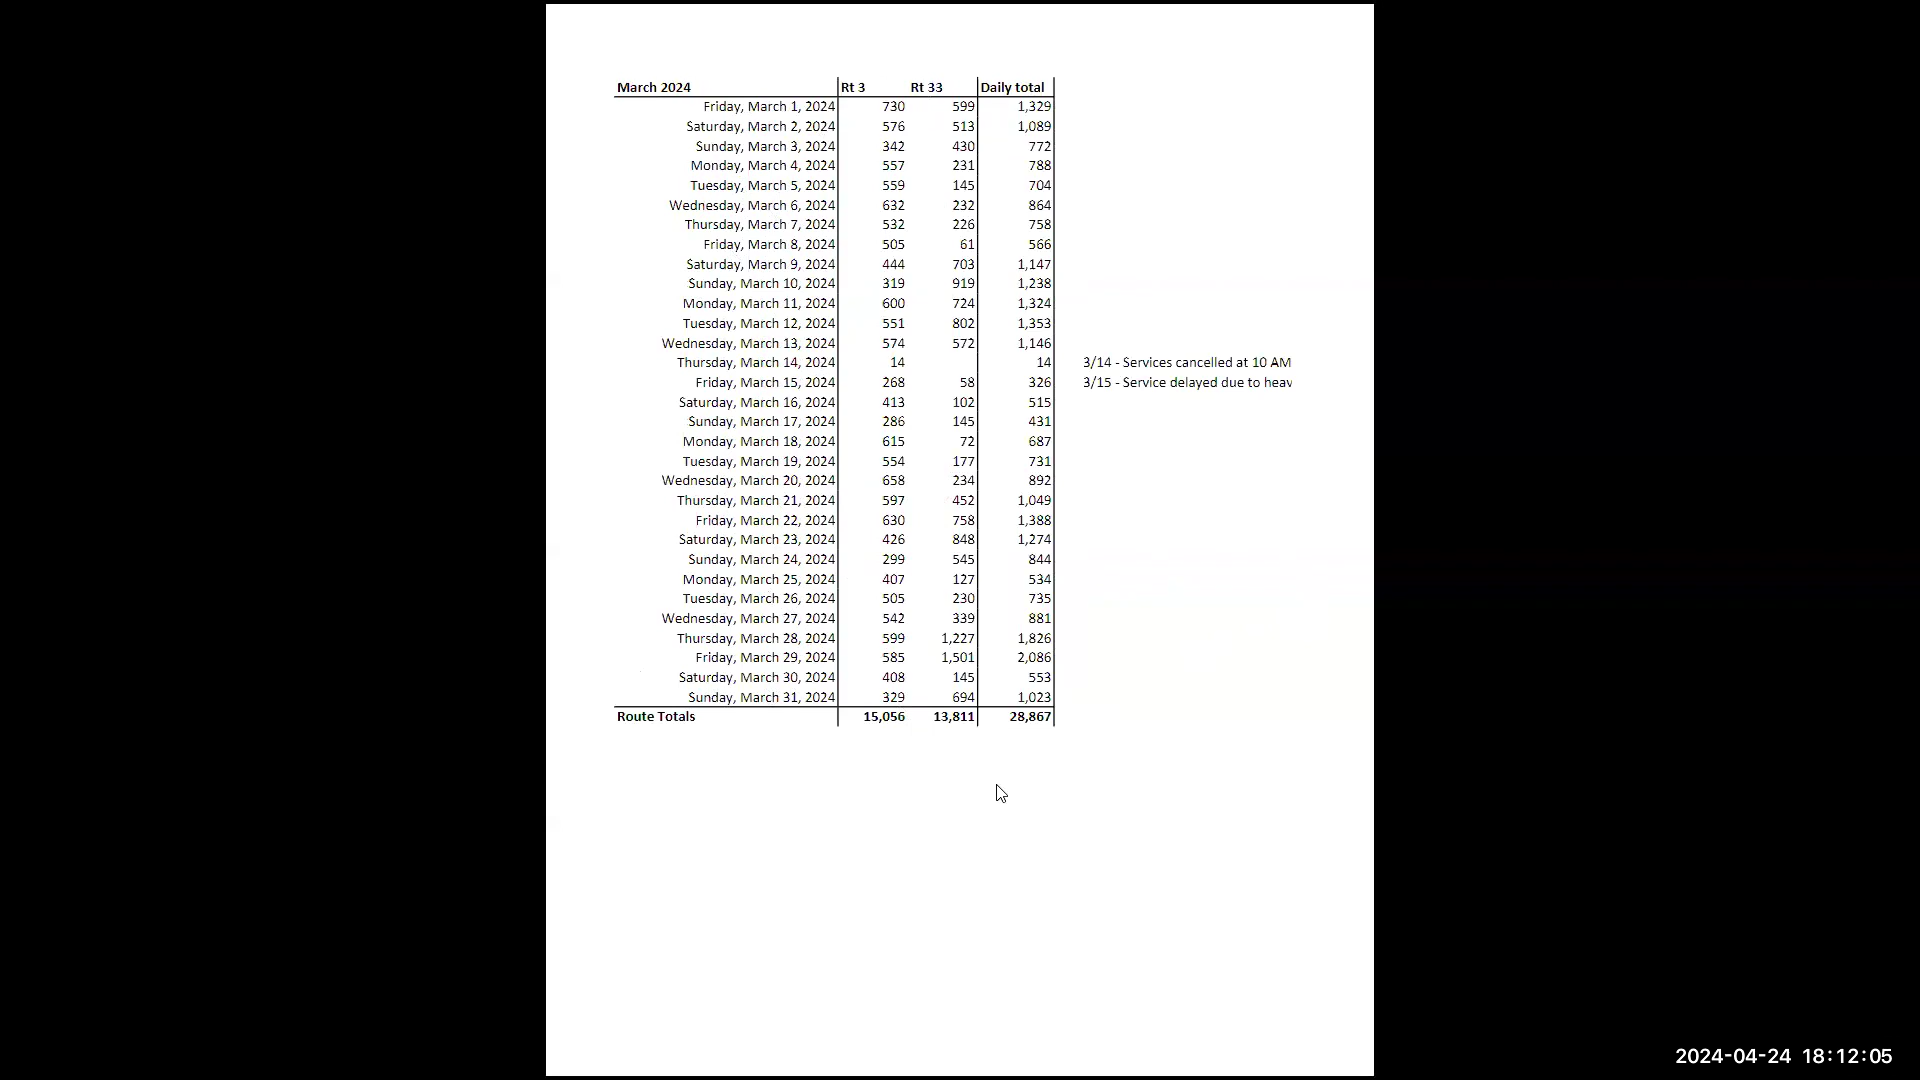 March 2024 Rt 3 Rt 33 Daily total
Friday, March 1, 2024 730 599 1,329
Saturday, March 2, 2024 576 513 1,089
Sunday, March 3, 2024 342 430 772
Monday, March 4, 2024 557 231 788
Tuesday, March 5, 2024 559 145 704
Wednesday, March 6, 2024 632 232 864
Thursday, March 7, 2024 532 226 758
Friday, March 8, 2024 505 61 566
Saturday, March 9, 2024 444 703 1,147
Sunday, March 10, 2024 319 919 1,238
Monday, March 11, 2024 600 724 1,324
Tuesday, March 12, 2024 551 802 1,353
Wednesday, March 13, 2024 574 572 1,146
Thursday, March 14, 2024 14 14 3/14 - Services cancelled at 10 AM
Friday, March 15, 2024 268 58 326 3/15 - Service delayed due to heav
Saturday, March 16, 2024 413 102 515
Sunday, March 17, 2024 286 145 431
Monday, March 18, 2024 615 72 687
Tuesday, March 19, 2024 554 177 731
Wednesday, March 20, 2024 658 234 892
Thursday, March 21, 2024 597 452 1,049
Friday, March 22, 2024 630 758 1,388
Saturday, March 23, 2024 426 848 1,274
Sunday, March 24, 2024 299 545 844
Monday, March 25, 2024 407 127 534
Tuesday, March 26, 2024 505 230 735
Wednesday, March 27, 2024 542 339 881
Thursday, March 28, 2024 599 1,227 1,826
Friday, March 29, 2024 585 1,501 2,086
Saturday, March 30, 2024 408 145 553
Sunday, March 31, 2024 329 694 1,023
Route Totals 15,056 13,811 28,867
2024-04-24 18:12:05